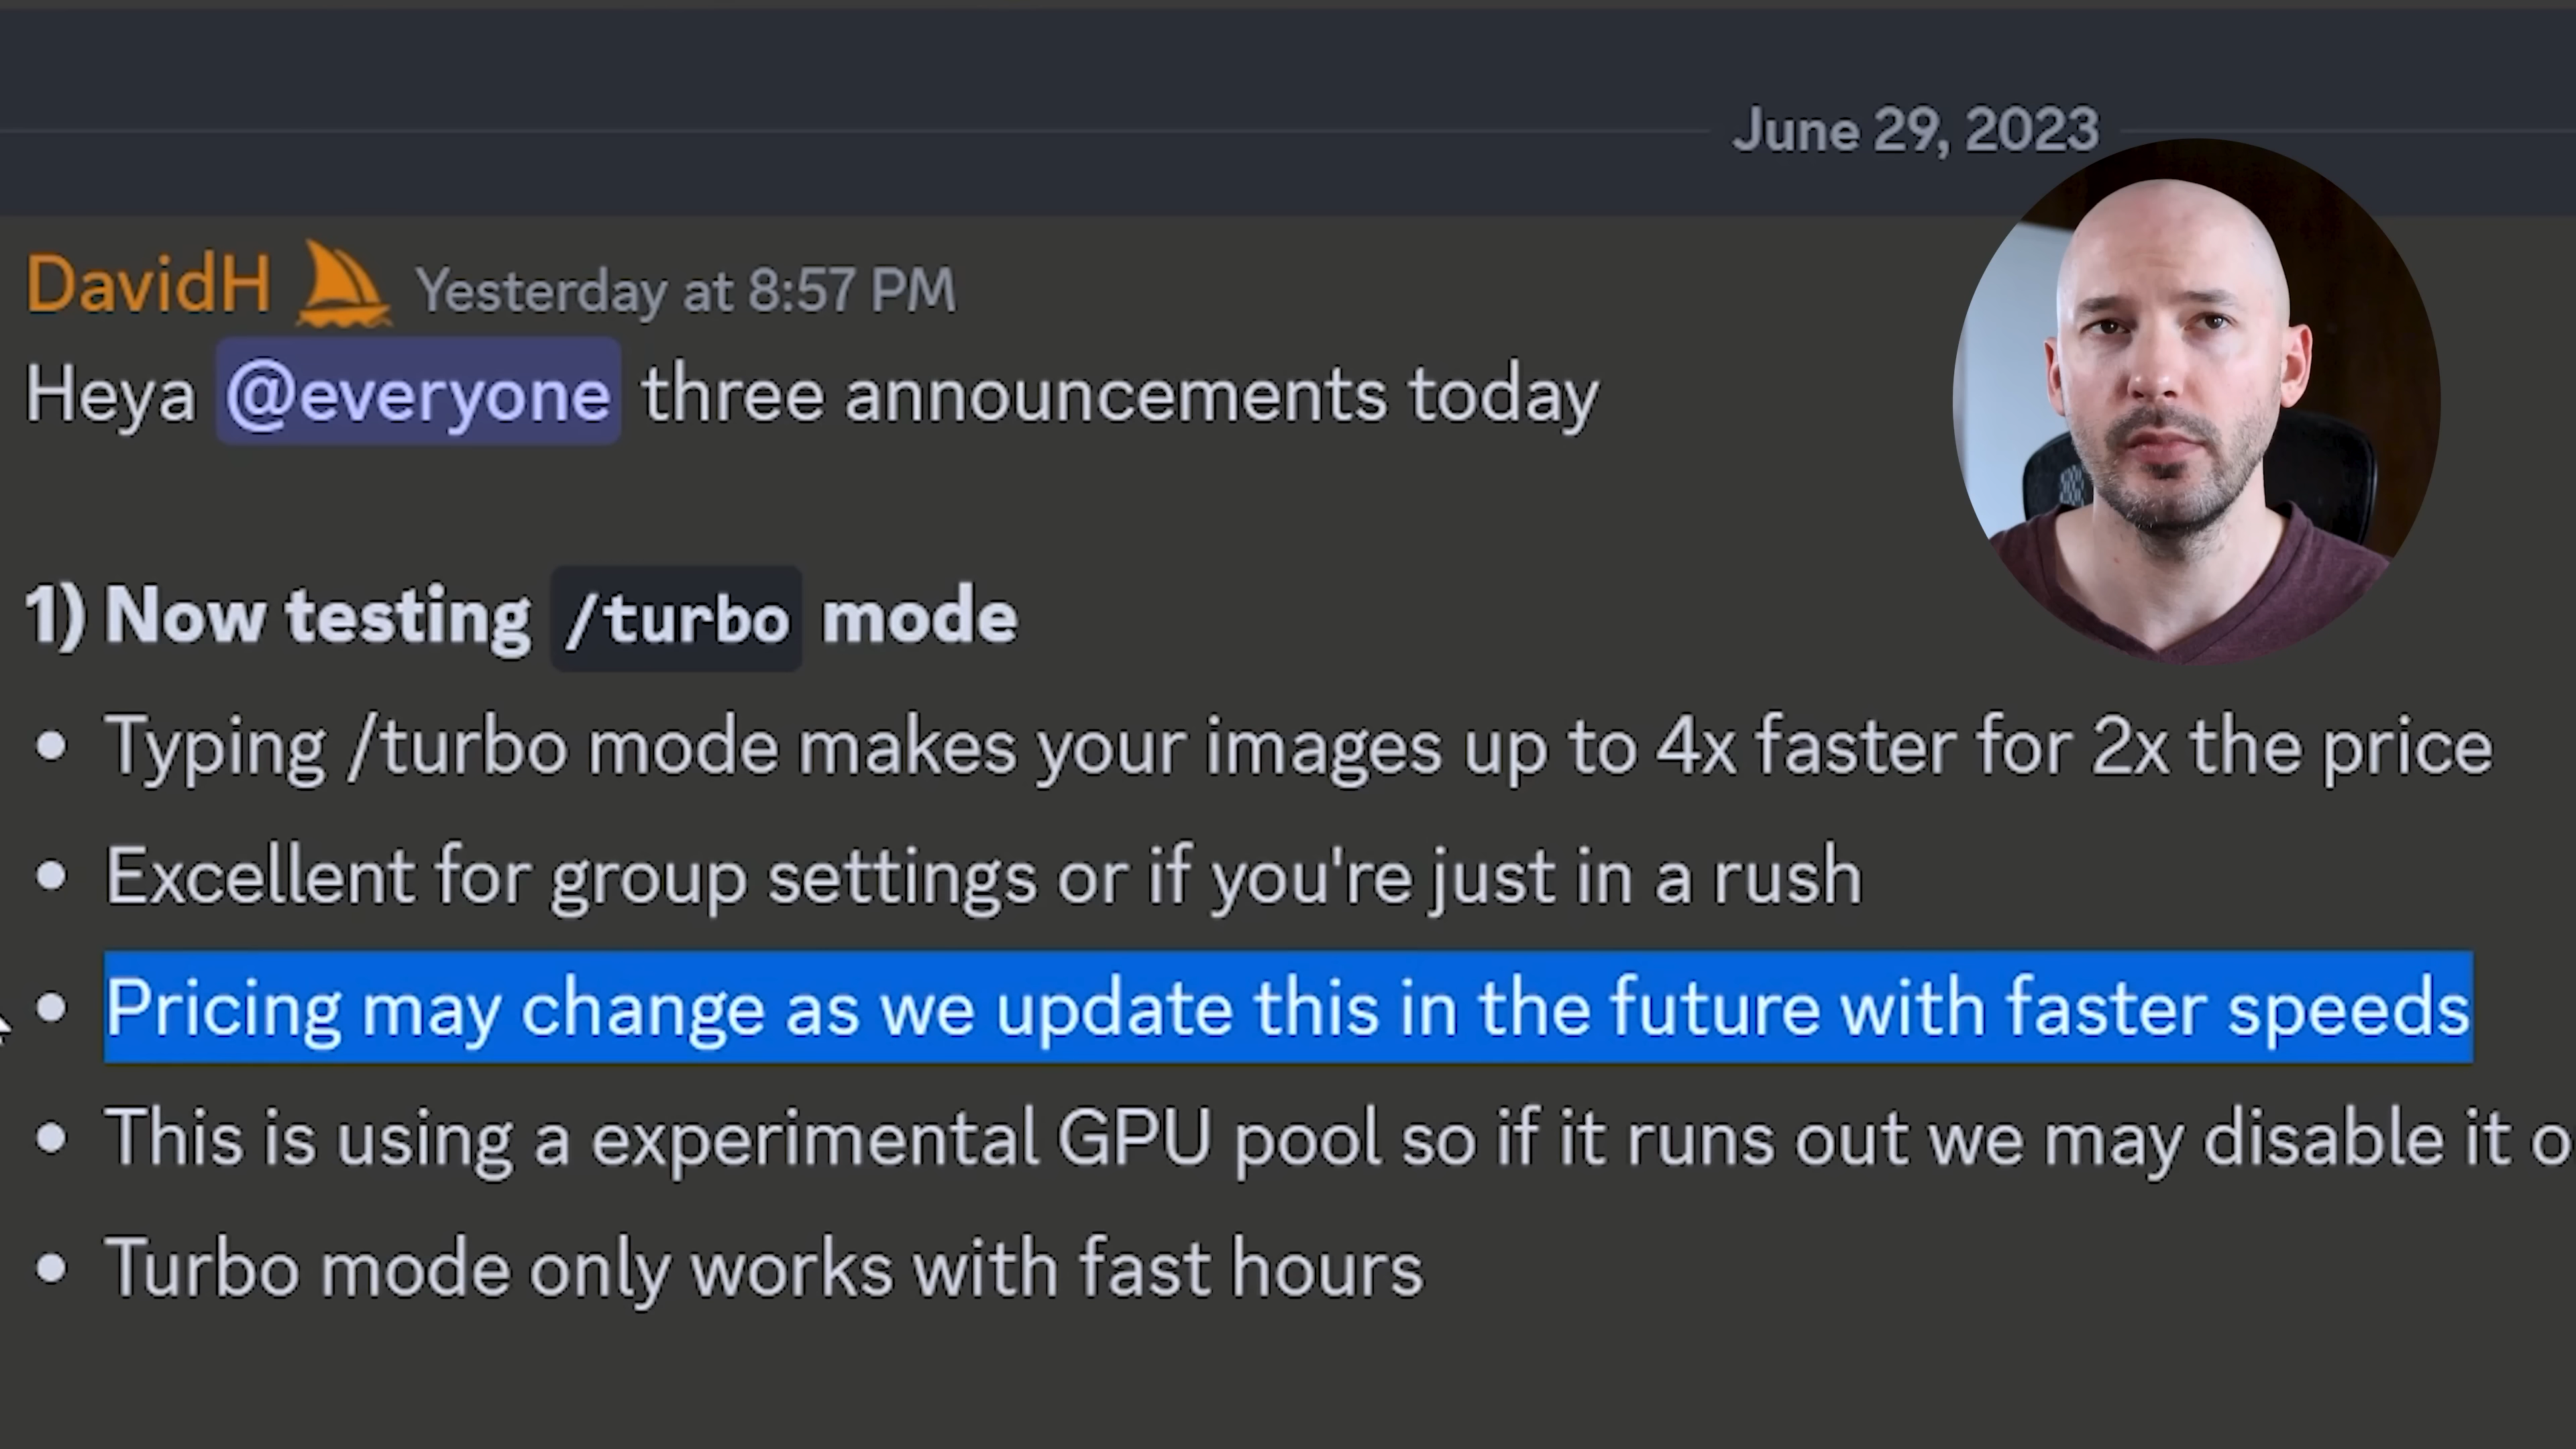 June 29, 2023
DavidH Yesterday at 8:57 PM
Heya @everyone three announcements today
1) Now testing /turbo mode
• Typing /turbo mode makes your images up to 4x faster for 2x the price
• Excellent for group settings or if you're just in a rush
• Pricing may change as we update this in the future with faster speeds
• This is using a experimental GPU pool so if it runs out we may disable it o
• Turbo mode only works with fast hours